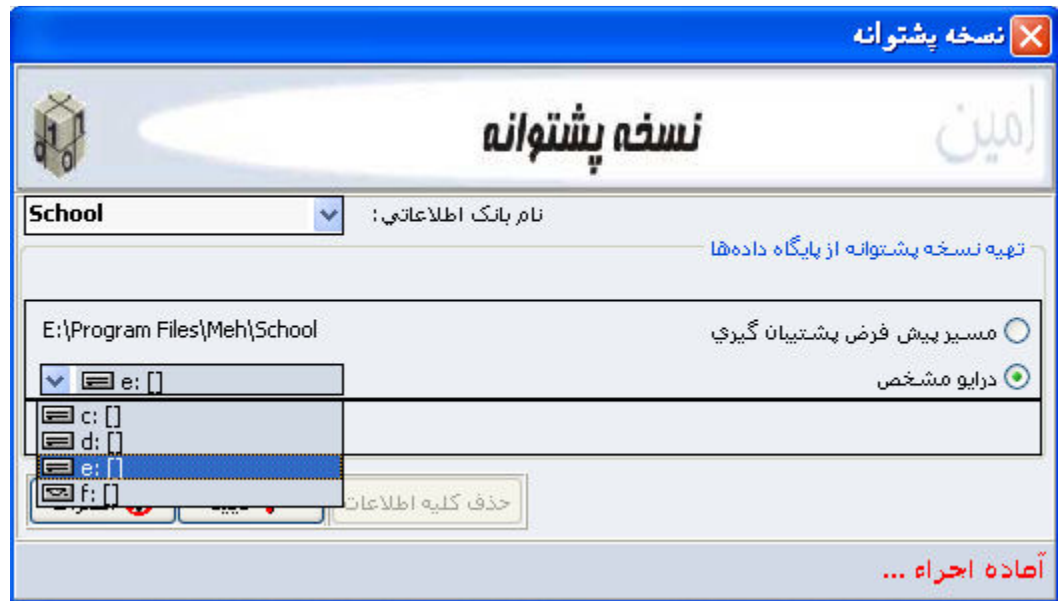 نسخه پشتوانه
نسخه پشتوانه
امین
نام بانک اطلاعاتي:
School
تهيه نسخه پشتوانه از پايگاه داده‌ها
مسير پيش فرض پشتيبان گيري
E:\Program Files\Meh\School
درايو مشخص
e: []
c: []
d: []
e: []
f: []
حذف کليه اطلاعات
آماده اجراء ...